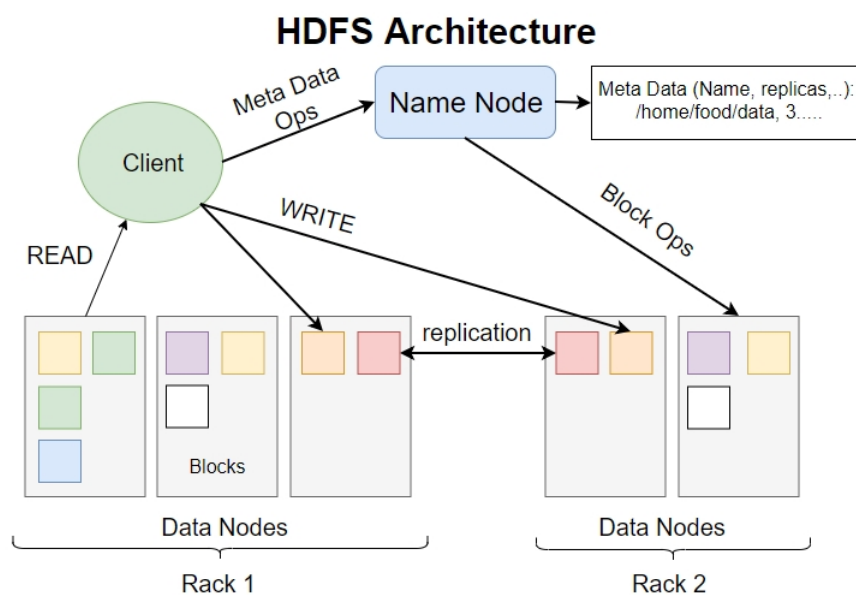 HDFS Architecture
Meta Data
Ops
Name Node
Meta Data (Name, replicas,..):
/home/food/data, 3.....
Client
READ
WRITE
Block Ops
replication
Blocks
Data Nodes
Data Nodes
Rack 1
Rack 2